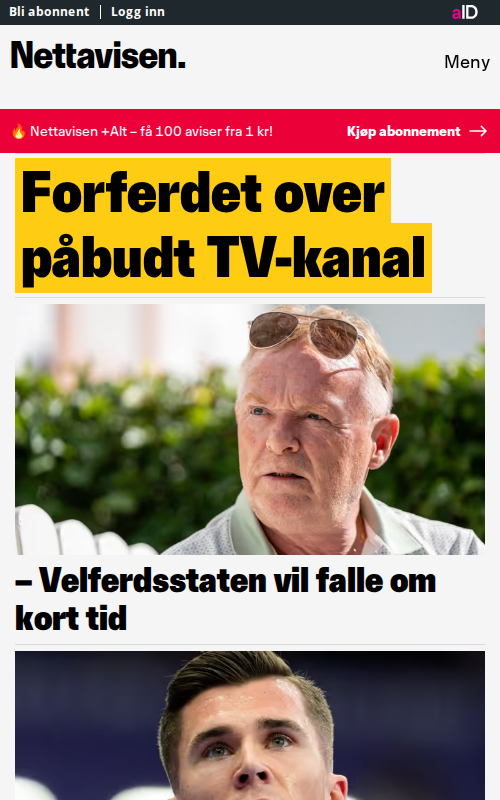 Bli abonnent | Logg inn
aID
Nettavisen.
Meny
🔥 Nettavisen +Alt – få 100 aviser fra 1 kr!
Kjøp abonnement →
Forferdet over
påbudt TV-kanal
– Velferdsstaten vil falle om
kort tid